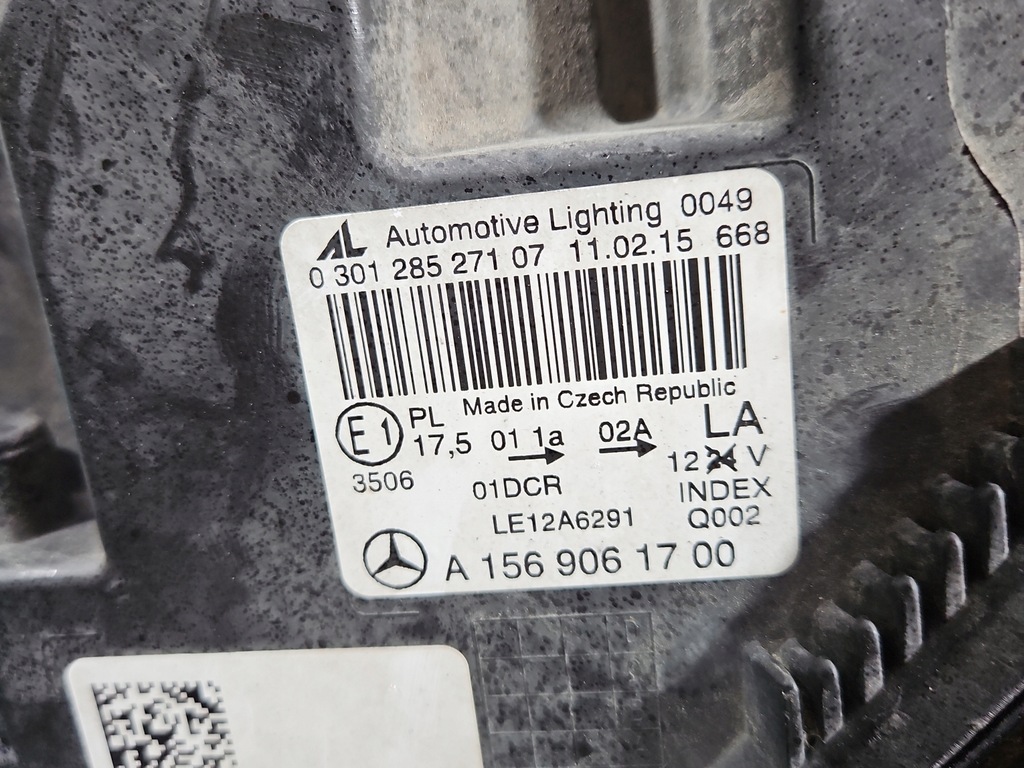 AL Automotive Lighting 0049
0 301 285 271 07 11.02.15 668
Made in Czech Republic
E1 PL 17,5 01 1a 02A LA
3506 12 24 V
01DCR INDEX
LE12A6291 Q002
A 156 906 17 00